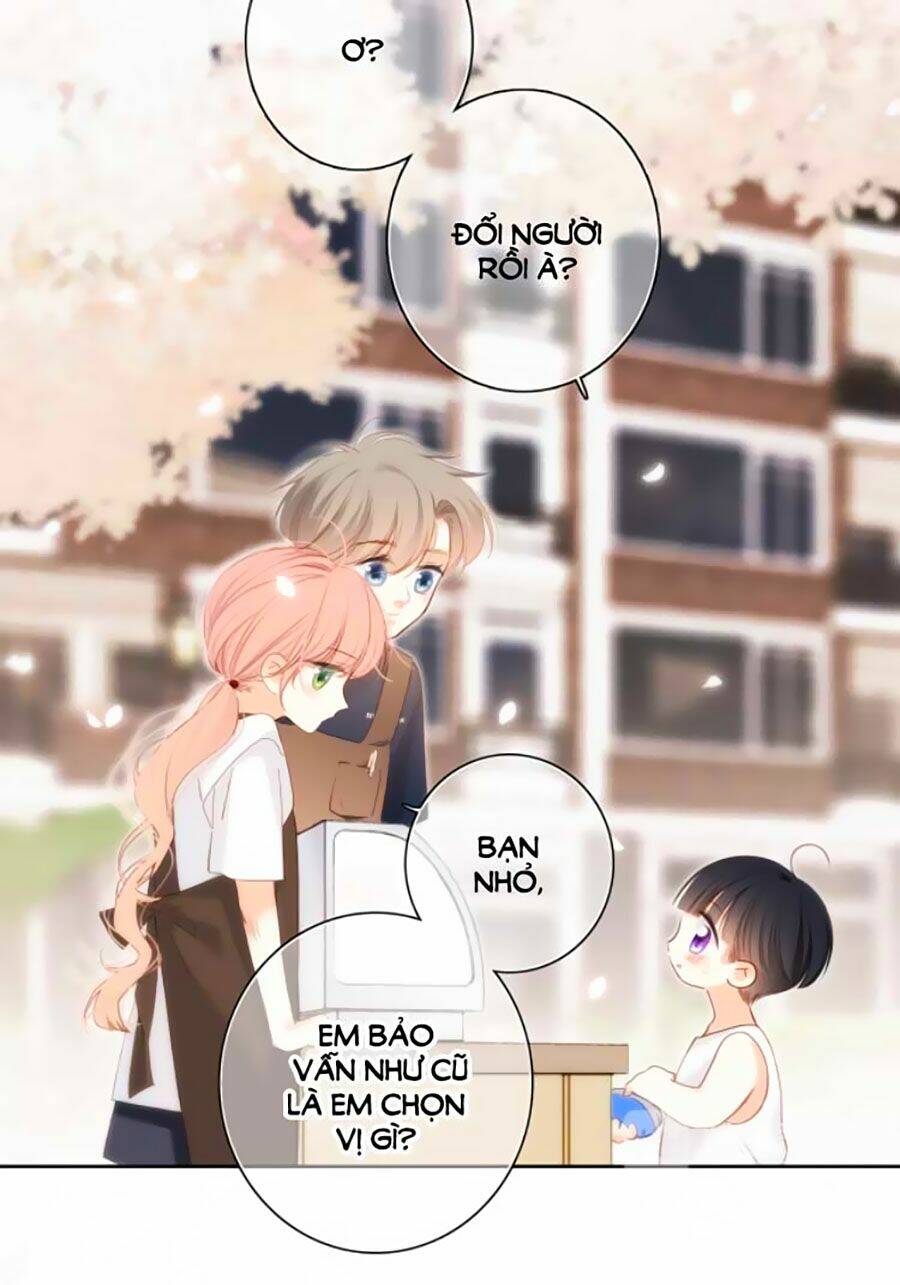 Ơ?
ĐỔI NGƯỜI
RỒI À?
BẠN
NHỎ,
EM BẢO
VẪN NHƯ CŨ
LÀ EM CHỌN
VỊ GÌ?